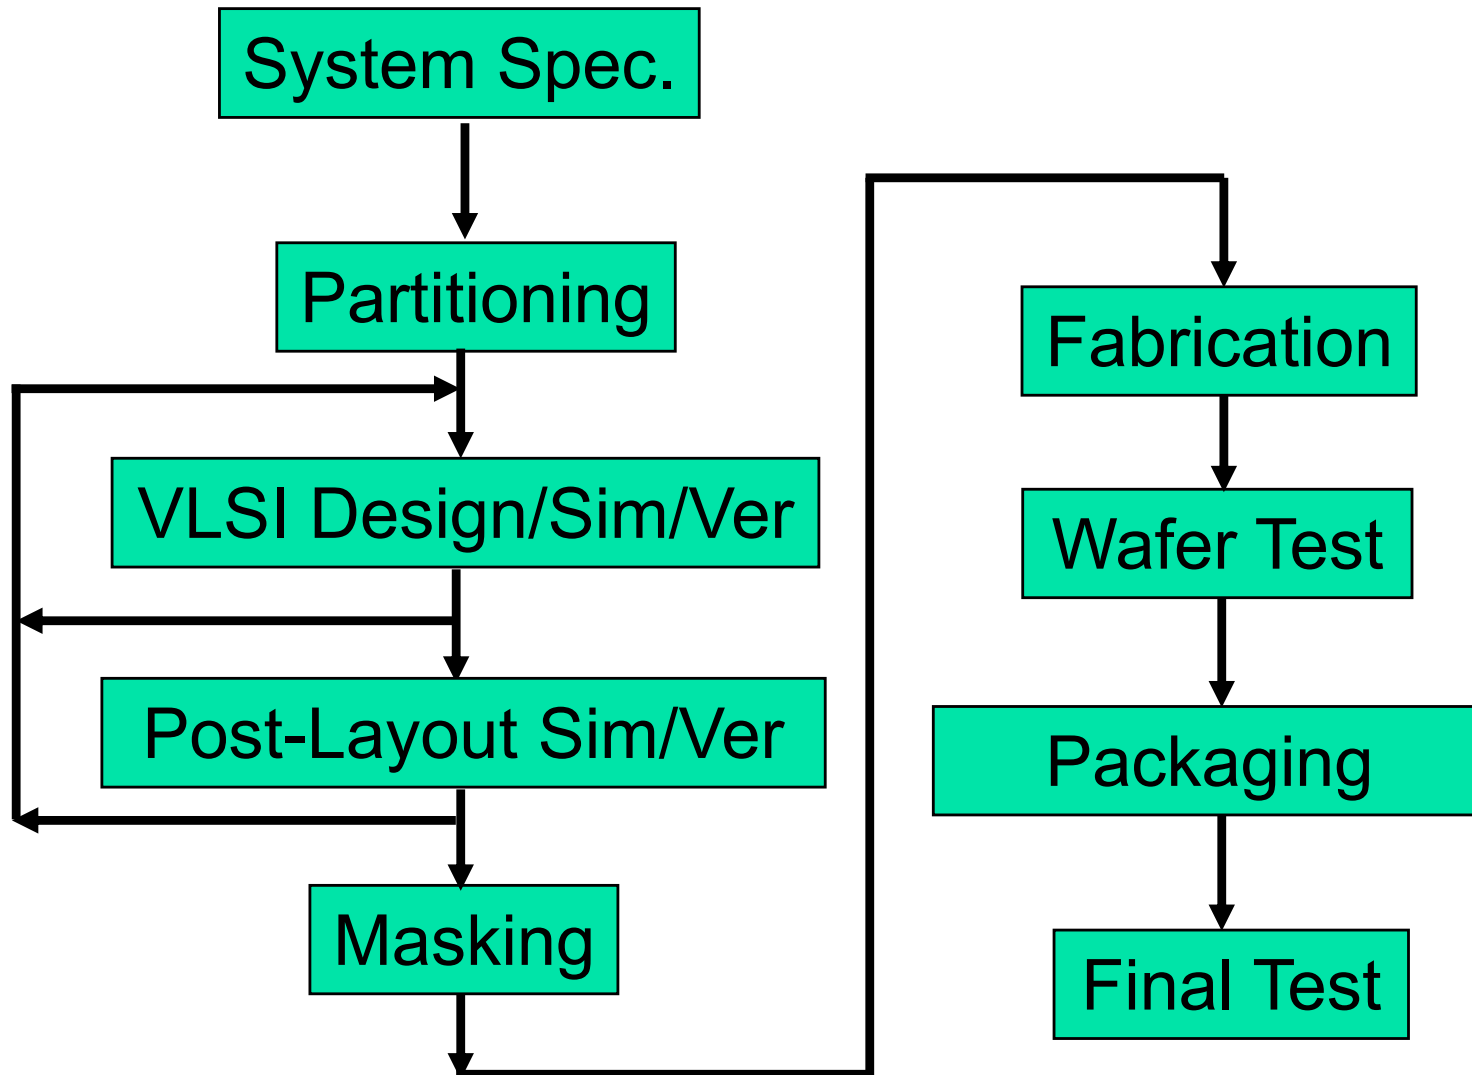 System Spec.
Partitioning
VLSI Design/Sim/Ver
Post-Layout Sim/Ver
Masking
Fabrication
Wafer Test
Packaging
Final Test